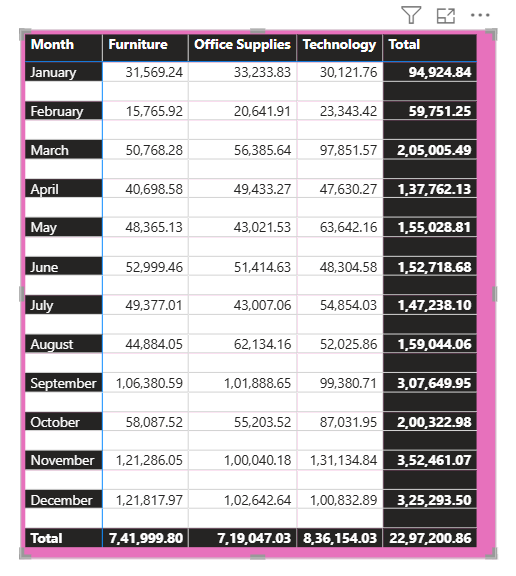 Month Furniture Office Supplies Technology Total
January 31,569.24 33,233.83 30,121.76 94,924.84
February 15,765.92 20,641.91 23,343.42 59,751.25
March 50,768.28 56,385.64 97,851.57 2,05,005.49
April 40,698.58 49,433.27 47,630.27 1,37,762.13
May 48,365.13 43,021.53 63,642.16 1,55,028.81
June 52,999.46 51,414.63 48,304.58 1,52,718.68
July 49,377.01 43,007.06 54,854.03 1,47,238.10
August 44,884.05 62,134.16 52,025.86 1,59,044.06
September 1,06,380.59 1,01,888.65 99,380.71 3,07,649.95
October 58,087.52 55,203.52 87,031.95 2,00,322.98
November 1,21,286.05 1,00,040.18 1,31,134.84 3,52,461.07
December 1,21,817.97 1,02,642.64 1,00,832.89 3,25,293.50
Total 7,41,999.80 7,19,047.03 8,36,154.03 22,97,200.86